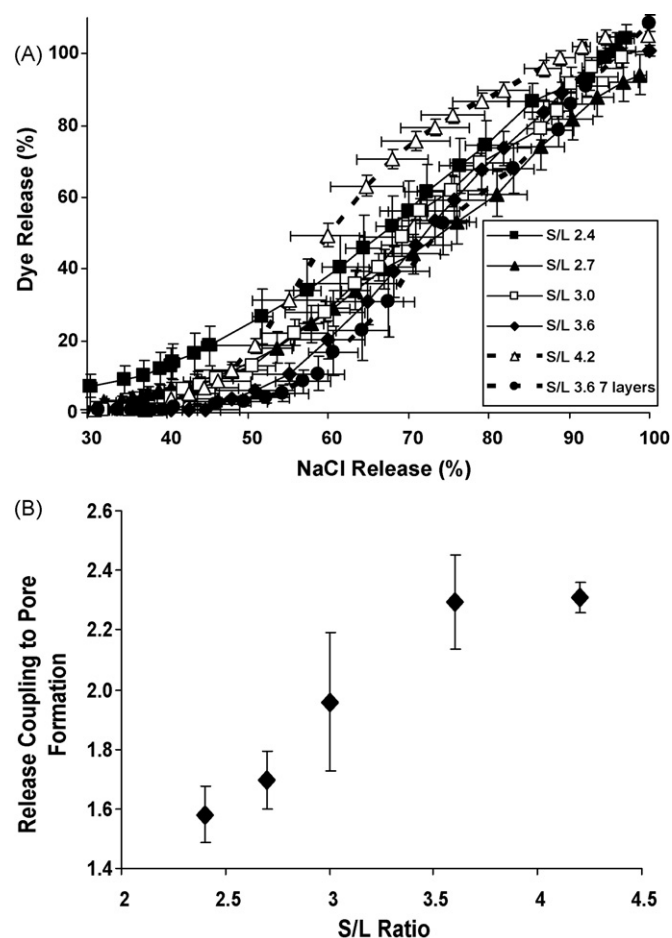 (A)
Dye Release (%)
100
80
60
40
20
0
30 40 50 60 70 80 90 100
NaCl Release (%)
S/L 2.4
S/L 2.7
S/L 3.0
S/L 3.6
S/L 4.2
S/L 3.6 7 layers
(B)
Release Coupling to Pore
Formation
2.6
2.4
2.2
2.0
1.8
1.6
1.4
2 2.5 3 3.5 4 4.5
S/L Ratio